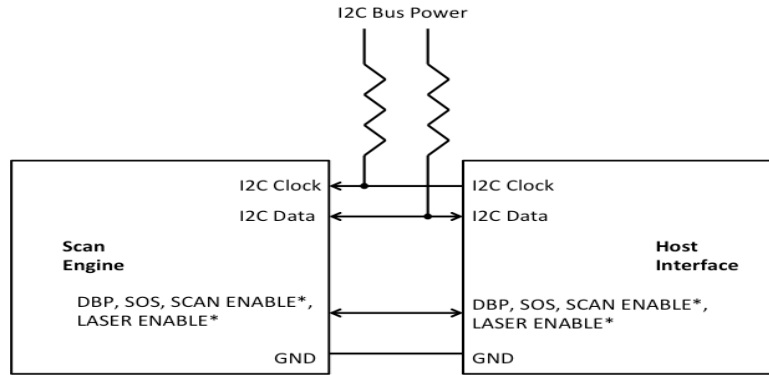 I2C Bus Power
I2C Clock
I2C Clock
I2C Data
I2C Data
Scan
Engine
Host
Interface
DBP, SOS, SCAN ENABLE*,
LASER ENABLE*
DBP, SOS, SCAN ENABLE*,
LASER ENABLE*
GND
GND